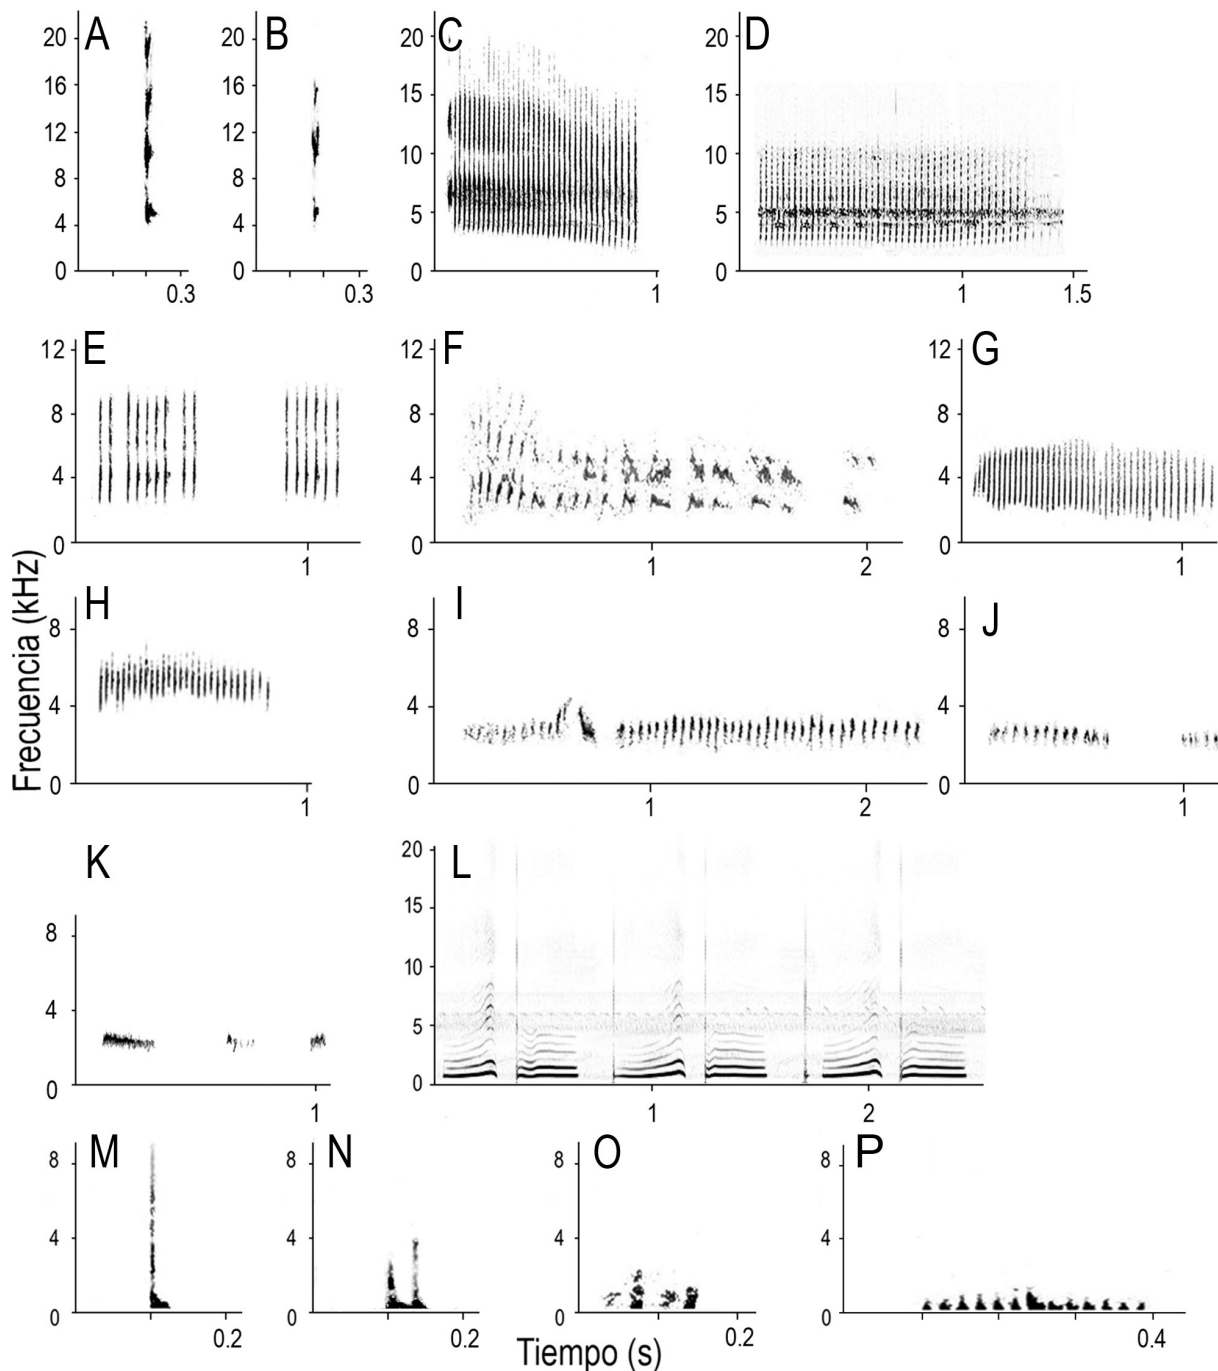 A B C D
20 20 20 20
16 16 15 15
12 12 10 10
8 8 5 5
4 4
0 0 0 0
0.3 0.3 1 1 1.5
E F G
12 12 12
8 8 8
4 4 4
0 0 0
1 1 2 1
Frecuencia (kHz)
H I J
8 8 8
4 4 4
0 0 0
1 1 2 1
K L
8 20
4 15
0 10
5
0
1 1 2
M N O P
8 8 8 8
4 4 4 4
0 0 0 0
0.2 0.2 0.2 0.4
Tiempo (s)